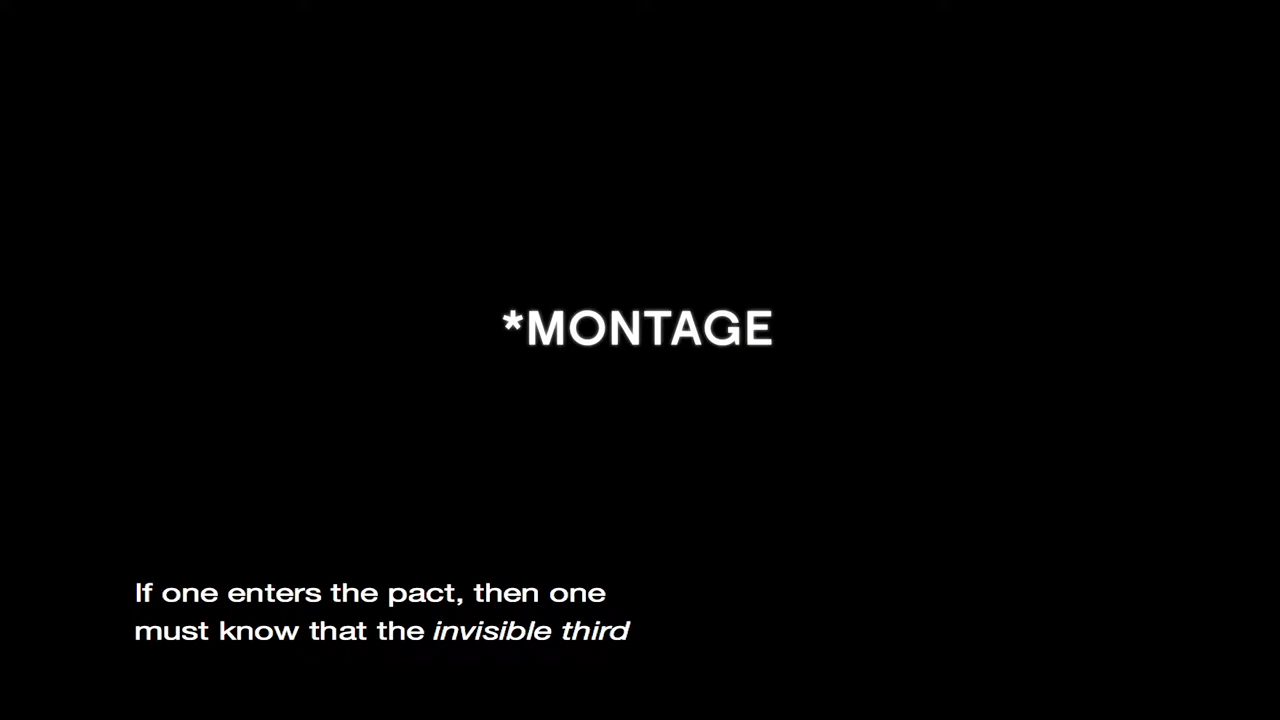 *MONTAGE
If one enters the pact, then one
must know that the invisible third